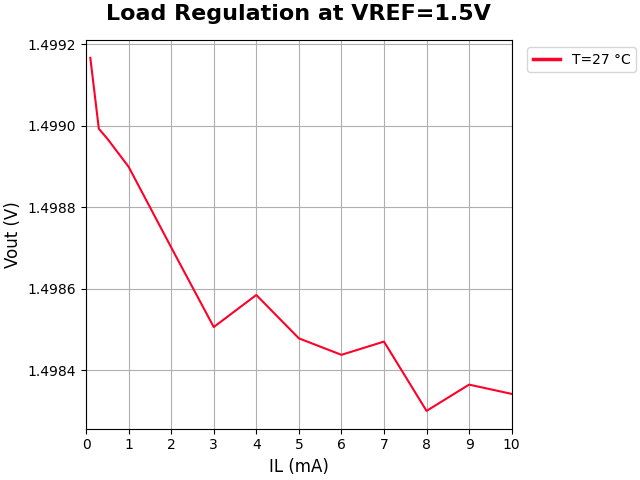 Load Regulation at VREF=1.5V
T=27 °C
Vout (V)
1.4992
1.4990
1.4988
1.4986
1.4984
0 1 2 3 4 5 6 7 8 9 10
IL (mA)